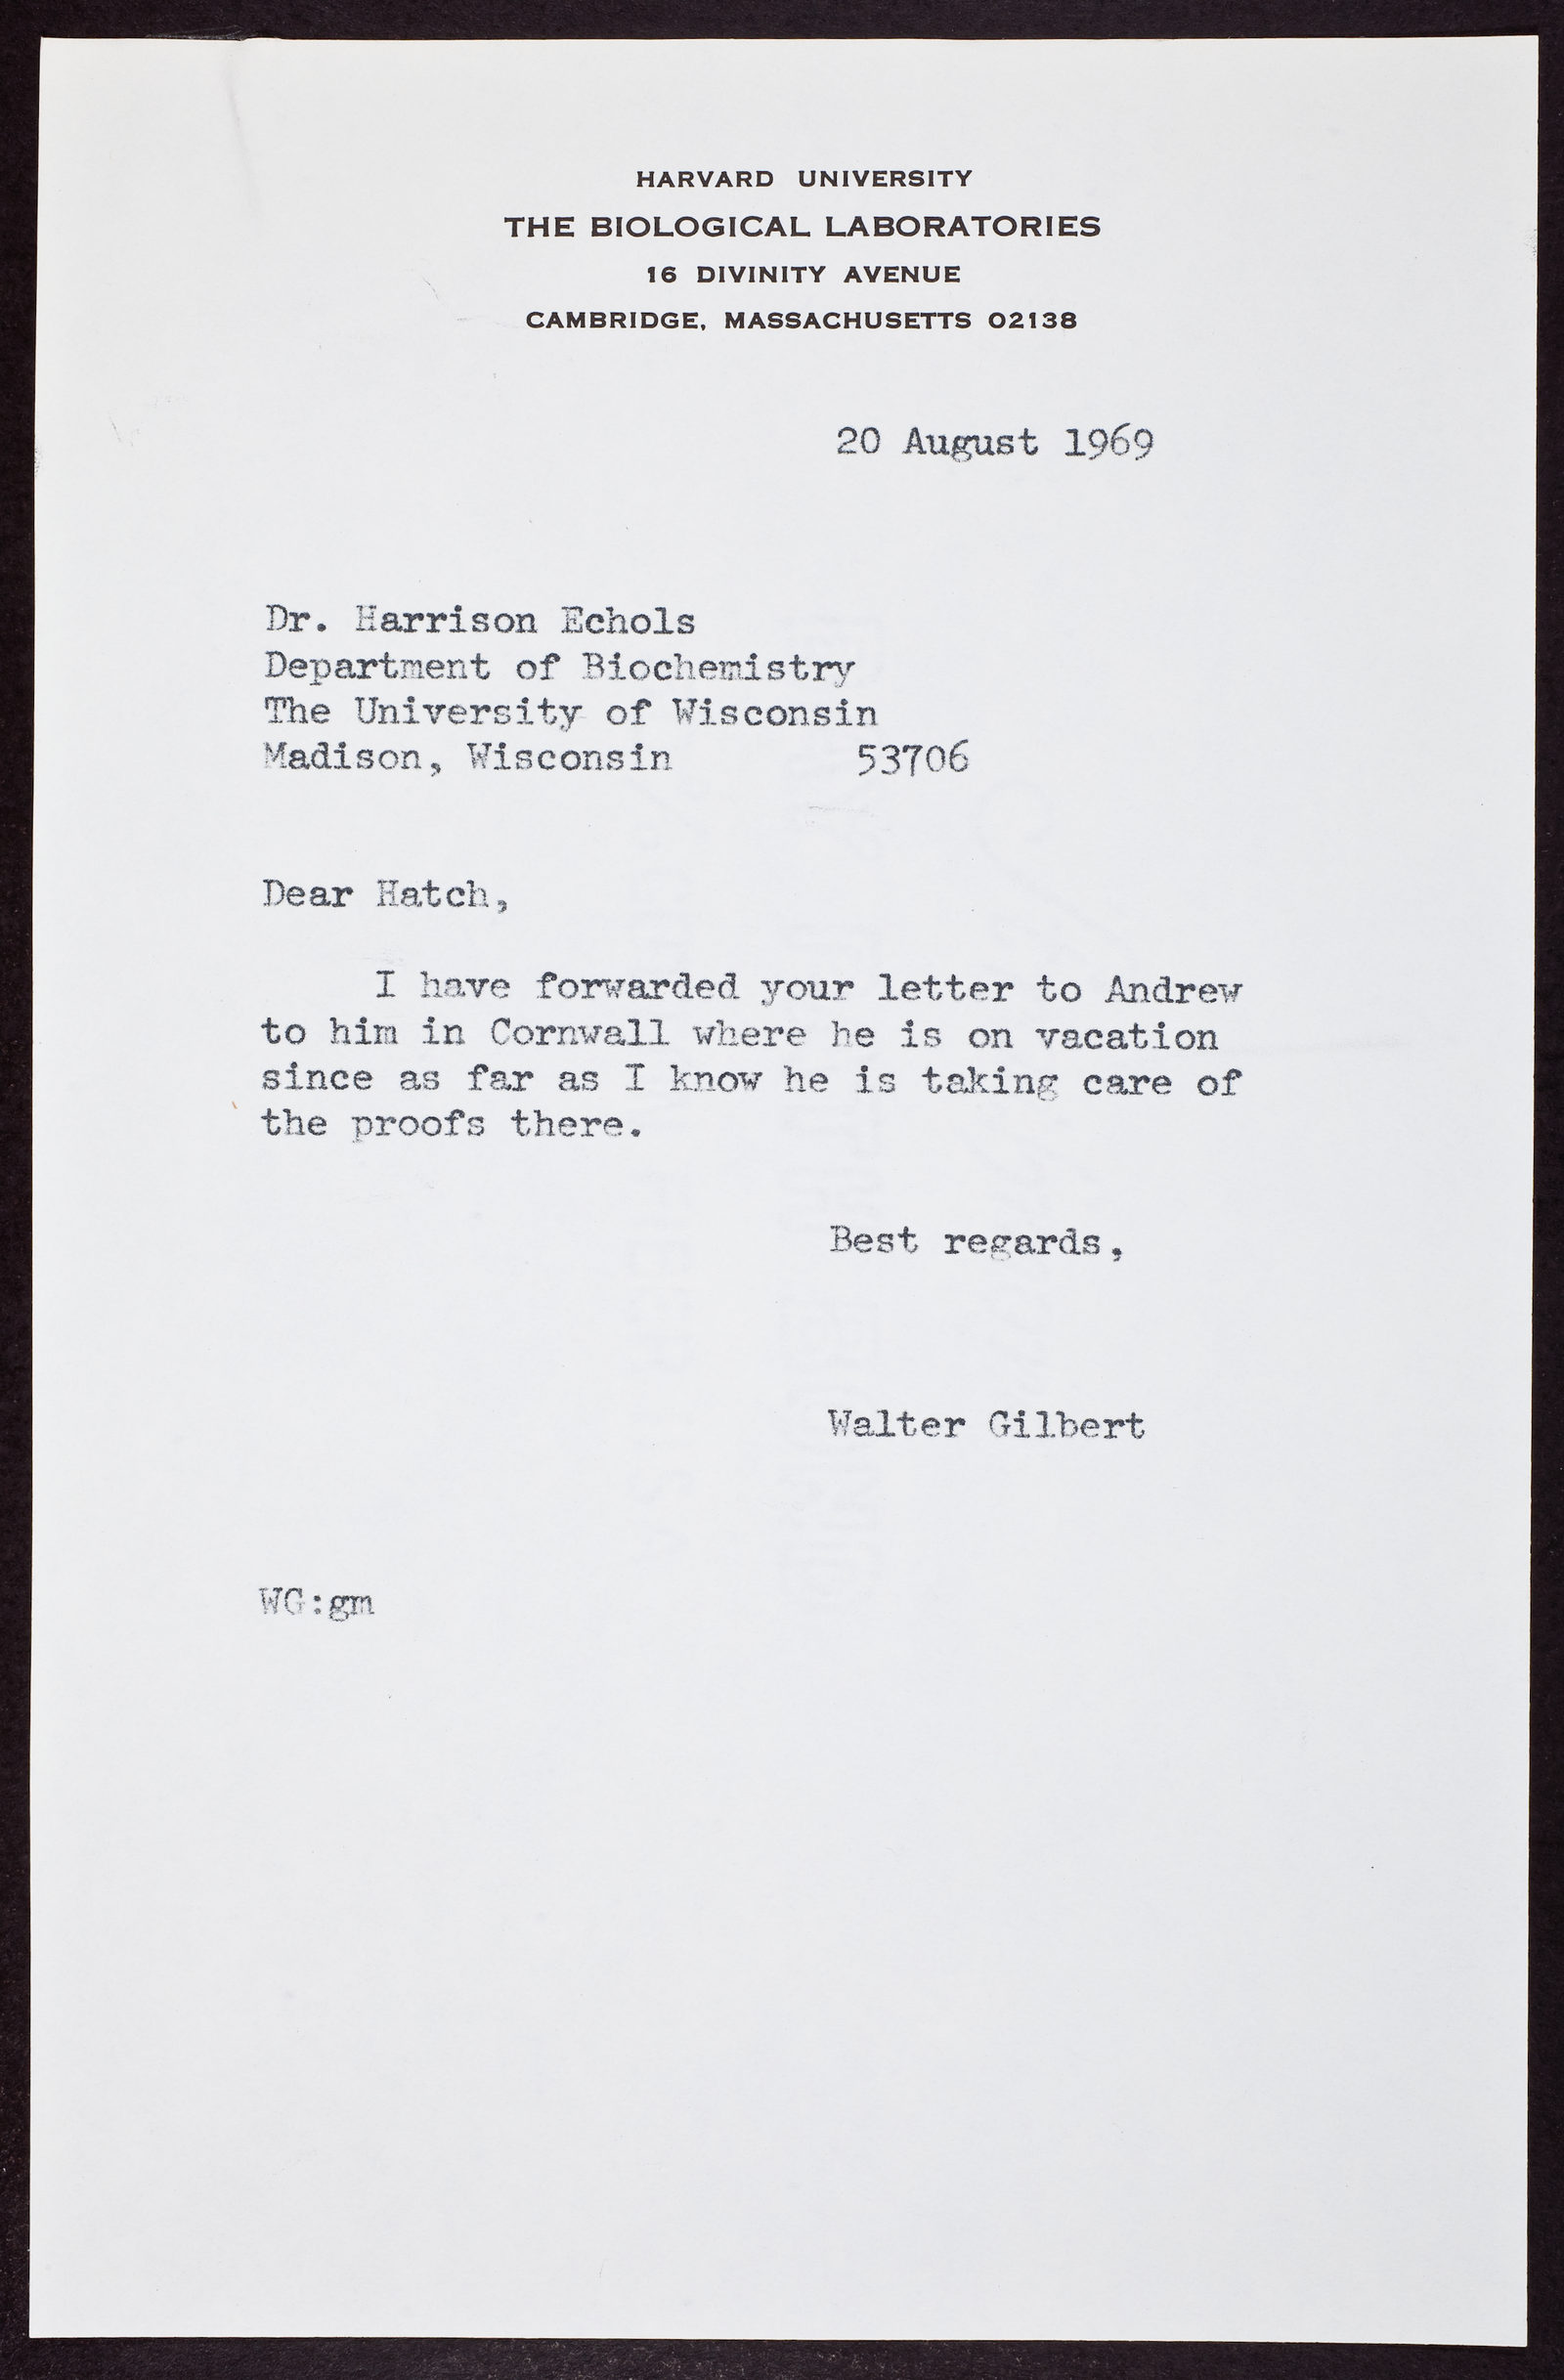 HARVARD UNIVERSITY
THE BIOLOGICAL LABORATORIES
16 DIVINITY AVENUE
CAMBRIDGE, MASSACHUSETTS 02138
20 August 1969
Dr. Harrison Echols
Department of Biochemistry
The University of Wisconsin
Madison, Wisconsin 53706
Dear Hatch,
I have forwarded your letter to Andrew
to him in Cornwall where he is on vacation
since as far as I know he is taking care of
the proofs there.
Best regards,
Walter Gilbert
WG:gm